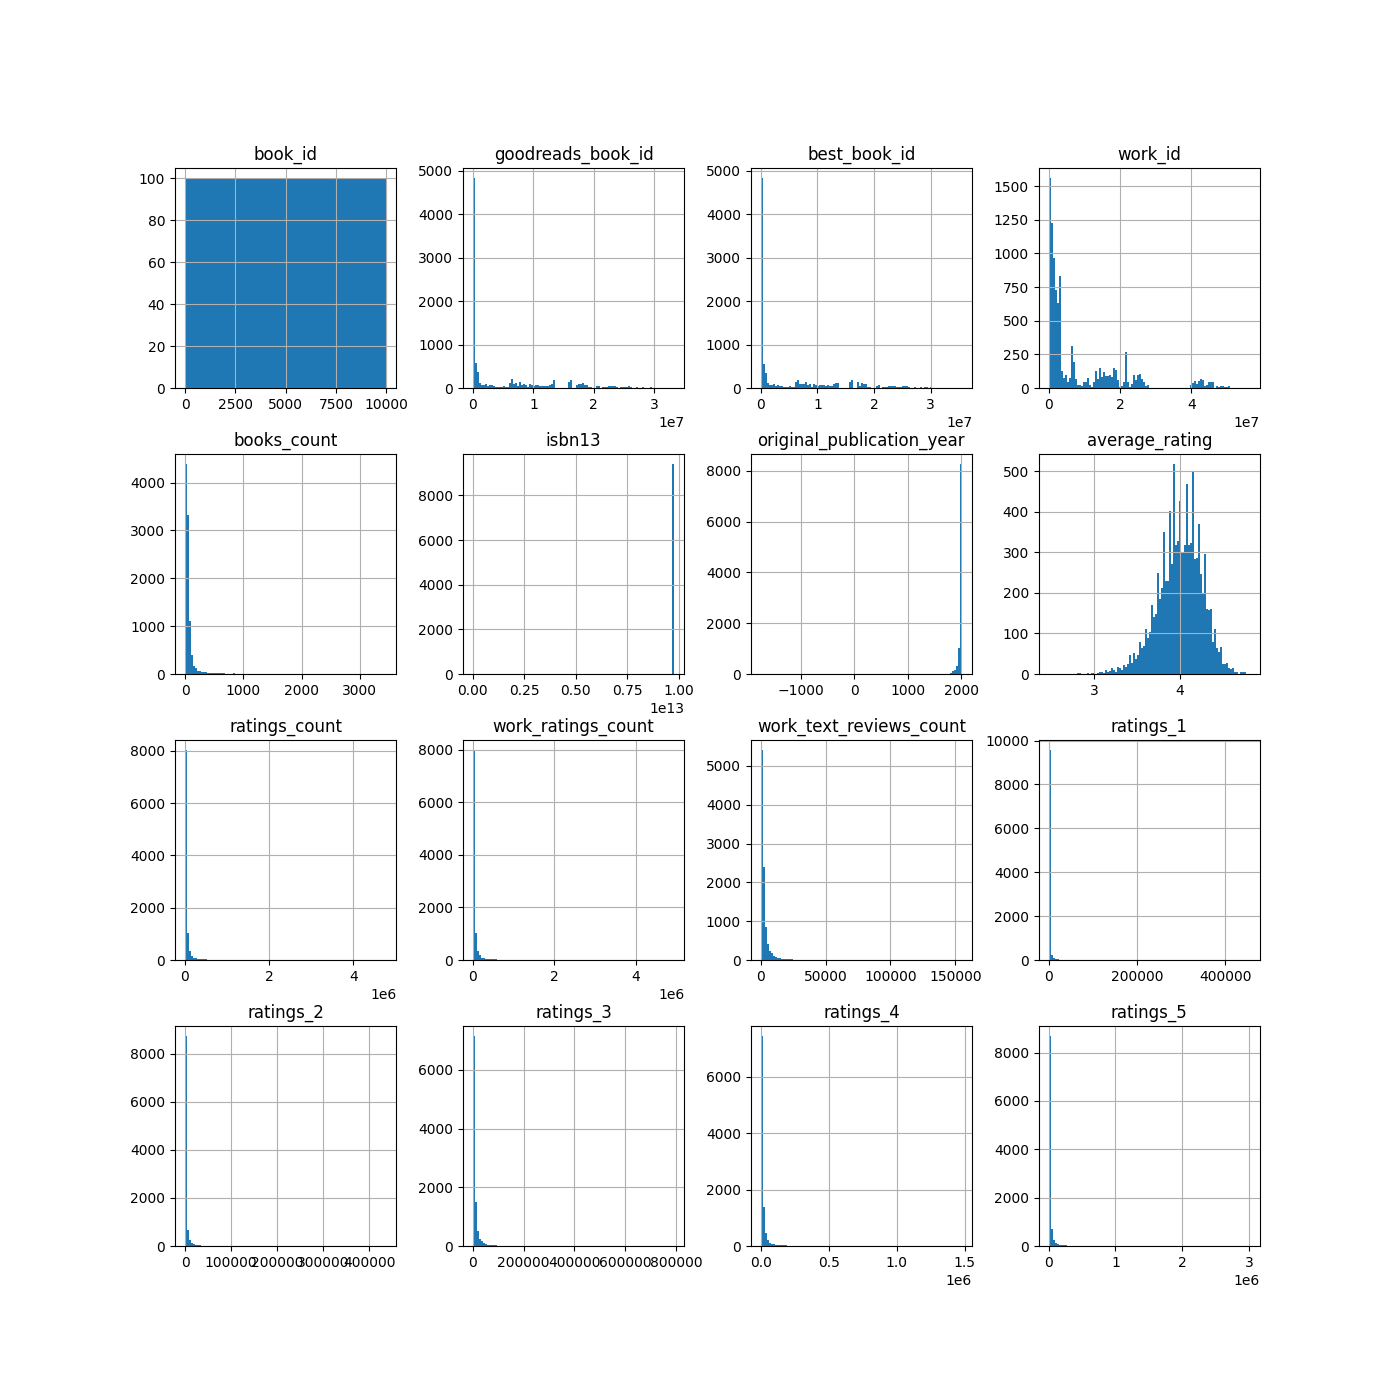 book_id goodreads_book_id best_book_id work_id
100 5000 5000 1500
80 4000 4000 1250
60 3000 3000 1000
40 2000 2000 750
20 1000 1000 500
0 0 0 250
0
0 2500 5000 7500 10000 0 1 2 3 0 1 2 3 0 2 4
1e7 1e7 1e7
books_count isbn13 original_publication_year average_rating
4000 8000 8000 500
3000 6000 6000 400
2000 4000 4000 300
1000 2000 2000 200
0 0 0 100
0
0 1000 2000 3000 0.00 0.25 0.50 0.75 1.00 −1000 0 1000 2000 3 4
1e13
ratings_count work_ratings_count work_text_reviews_count ratings_1
8000 8000 5000 10000
6000 6000 4000 8000
4000 4000 3000 6000
2000 2000 2000 4000
0 0 1000 2000
0 0
0 2 4 0 2 4 0 50000 100000 150000 0 200000 400000
1e6 1e6
ratings_2 ratings_3 ratings_4 ratings_5
8000 6000 6000 8000
6000 4000 4000 6000
4000 2000 2000 4000
2000 0 0 2000
0 0
0 100000 200000 300000 400000 0 200000 400000 600000 800000 0.0 0.5 1.0 1.5 0 1 2 3
1e6 1e6